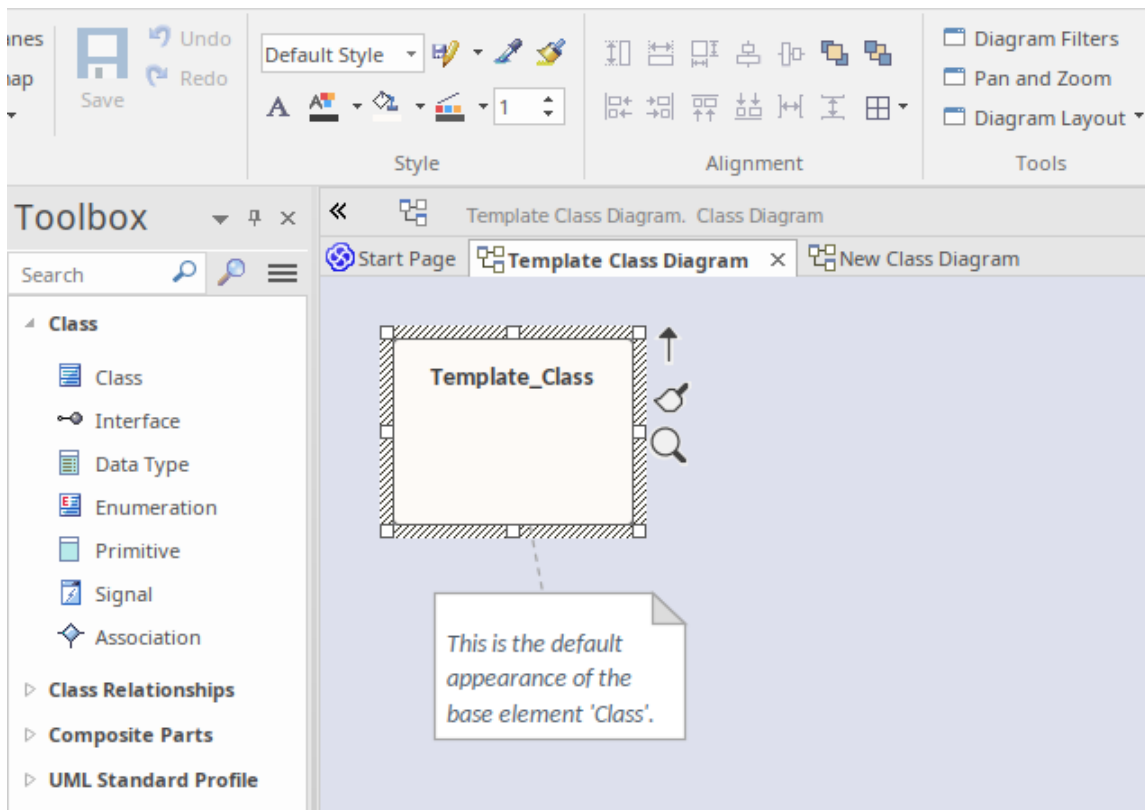 Undo
Redo
Save
Default Style
A
1
Style
Alignment
Diagram Filters
Pan and Zoom
Diagram Layout
Tools
Toolbox
Search
Class
Class
Interface
Data Type
Enumeration
Primitive
Signal
Association
Class Relationships
Composite Parts
UML Standard Profile
Template Class Diagram. Class Diagram
Start Page
Template Class Diagram
New Class Diagram
Template_Class
This is the default
appearance of the
base element 'Class'.